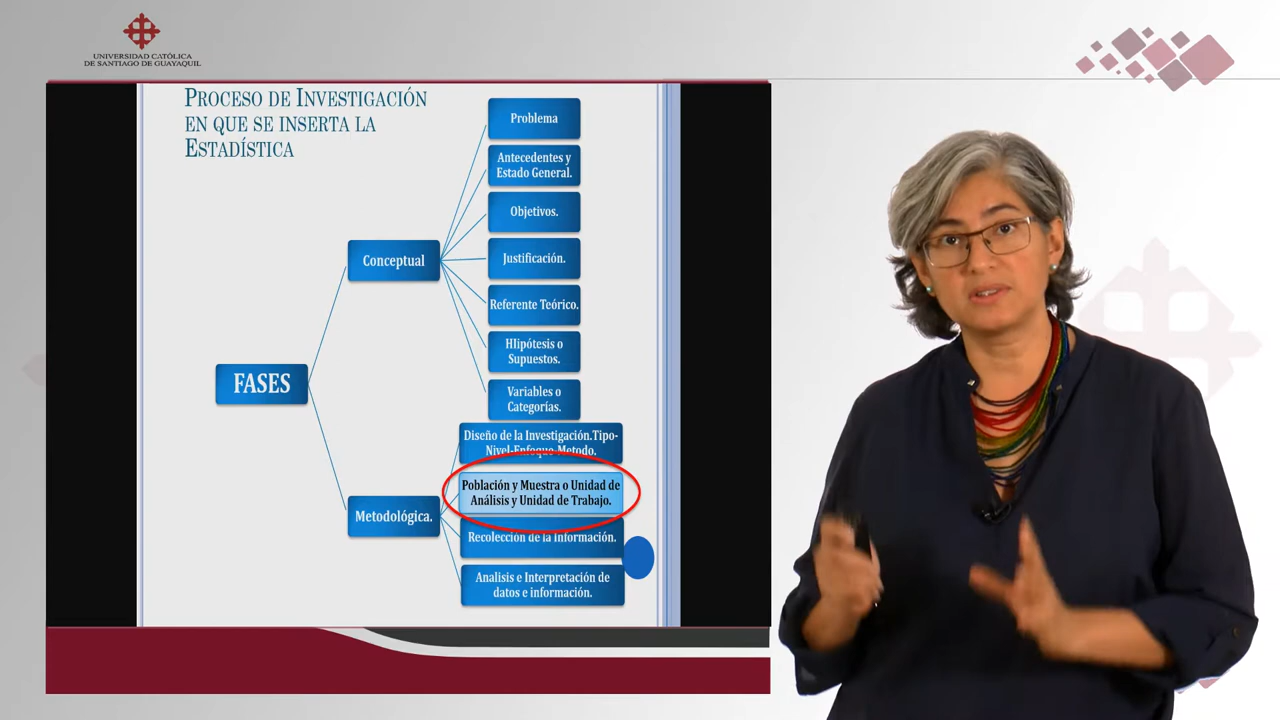 UNIVERSIDAD CATÓLICA
DE SANTIAGO DE GUAYAQUIL
PROCESO DE INVESTIGACIÓN
EN QUE SE INSERTA LA
ESTADÍSTICA
Problema
Antecedentes y
Estado General.
Objetivos.
Conceptual
Justificación.
Referente Teórico.
HIipótesis o
Supuestos.
FASES
Variables o
Categorías.
Diseño de la Investigación.Tipo-
Nivel-Enfoque-Metodo.
Población y Muestra o Unidad de
Análisis y Unidad de Trabajo.
Metodológica.
Recolección de la Información.
Analisis e Interpretación de
datos e información.